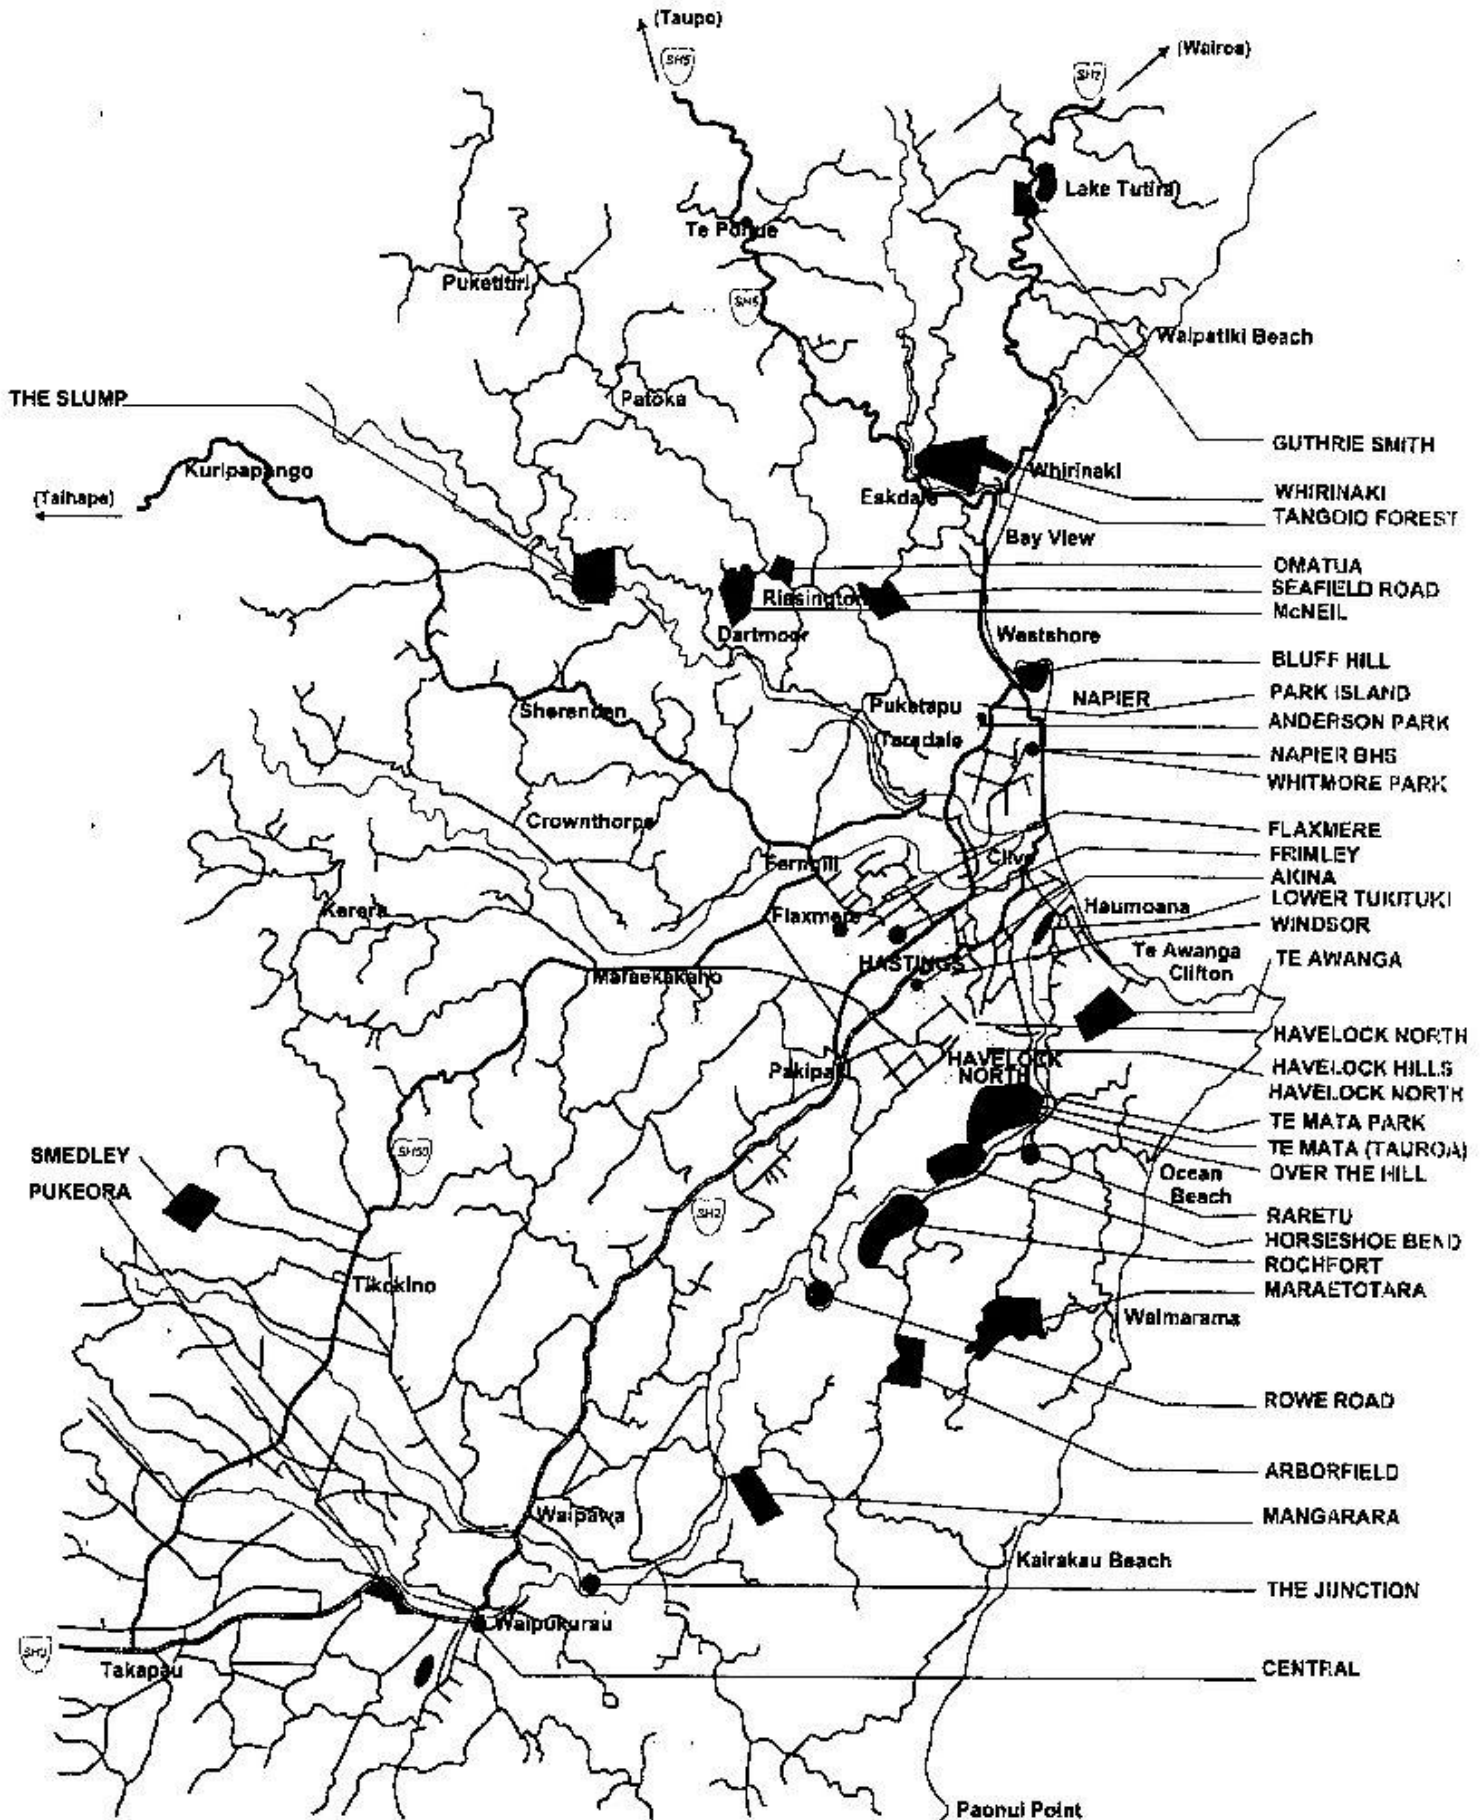 (Taupo)
SH5
(Wairoa)
SH2
Lake Tutira)
Te Pohue
Puketitiri
SH5
Waipatiki Beach
THE SLUMP
Patoka
GUTHRIE SMITH
Kuripapango
Whirinaki
(Taihape)
Eskdale
WHIRINAKI
TANGOIO FOREST
Bay View
OMATUA
SEAFIELD ROAD
Rissington
McNEIL
Dartmoor
Westshore
BLUFF HILL
NAPIER
PARK ISLAND
Puketapu
Sherenden
ANDERSON PARK
Taradale
NAPIER BHS
WHITMORE PARK
Crownthorpe
FLAXMERE
Fernhill
Clive
FRIMLEY
AKINA
LOWER TUKITUKI
Kerera
Flaxmere
Haumoana
WINDSOR
Te Awanga
Clifton
TE AWANGA
HASTINGS
Maraekakaho
HAVELOCK NORTH
HAVELOCK
NORTH
Pakipaki
HAVELOCK HILLS
HAVELOCK NORTH
TE MATA PARK
SH50
SMEDLEY
TE MATA (TAUROA)
OVER THE HILL
PUKEORA
Ocean
Beach
SH2
RARETU
HORSESHOE BEND
ROCHFORT
Tikokino
MARAETOTARA
Waimarama
ROWE ROAD
ARBORFIELD
Waipawa
MANGARARA
Kairakau Beach
THE JUNCTION
Waipukurau
Takapau
CENTRAL
Paonui Point